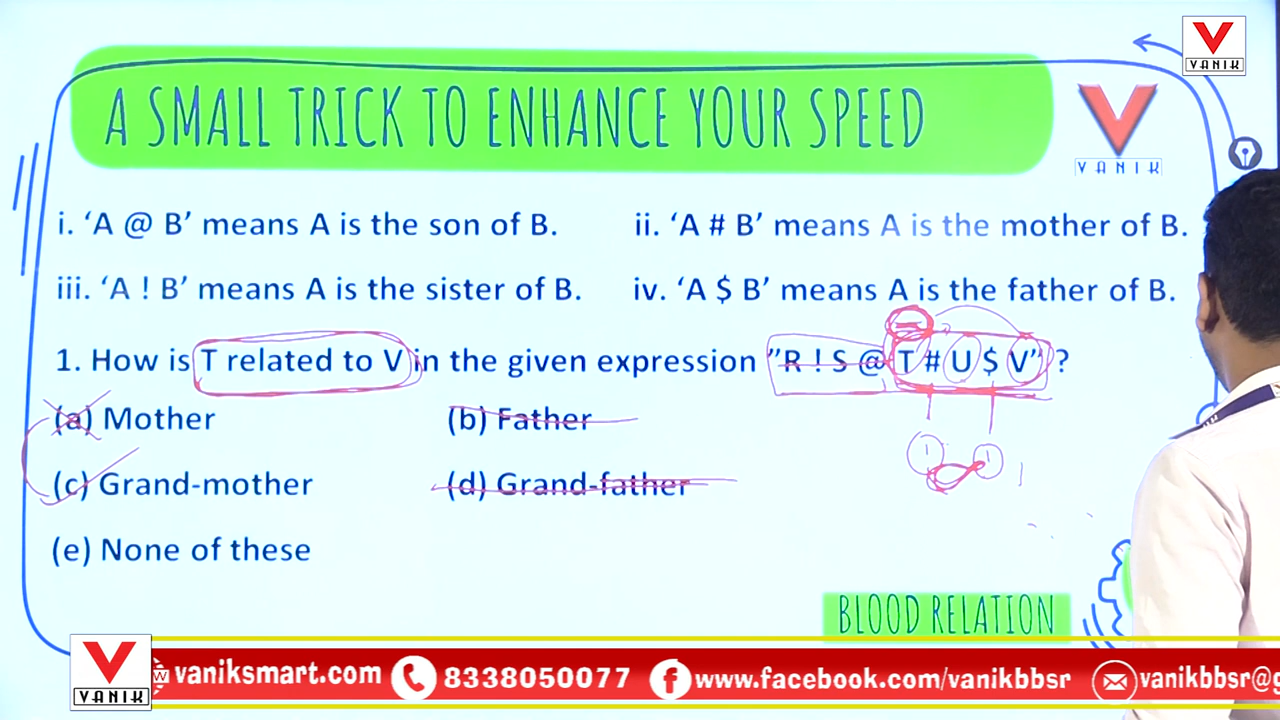 VANIK
A SMALL TRICK TO ENHANCE YOUR SPEED
VANIK
i. ‘A @ B’ means A is the son of B. ii. ‘A # B’ means A is the mother of B.
iii. ‘A ! B’ means A is the sister of B. iv. ‘A $ B’ means A is the father of B.
1. How is T related to V in the given expression ”R ! S @ T # U $ V” ?
(a) Mother (b) Father
1 1 1
(c) Grand-mother (d) Grand-father
(e) None of these
BLOOD RELATION
VANIK
vaniksmart.com 8338050077 www.facebook.com/vanikbbsr vanikbbsr@g